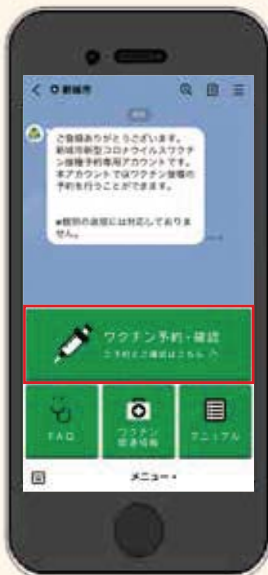 新城市
ご登録ありがとうございます。
新城市新型コロナウイルスワクチ
ン接種予約専用アカウントです。
本アカウントではワクチン接種の
予約を行うことができます。
※個別の返信には対応しておりま
せん。
ワクチン予約・確認
ご予約とご確認はこちら
FAQ
ワクチン
関連情報
マニュアル
メニュー